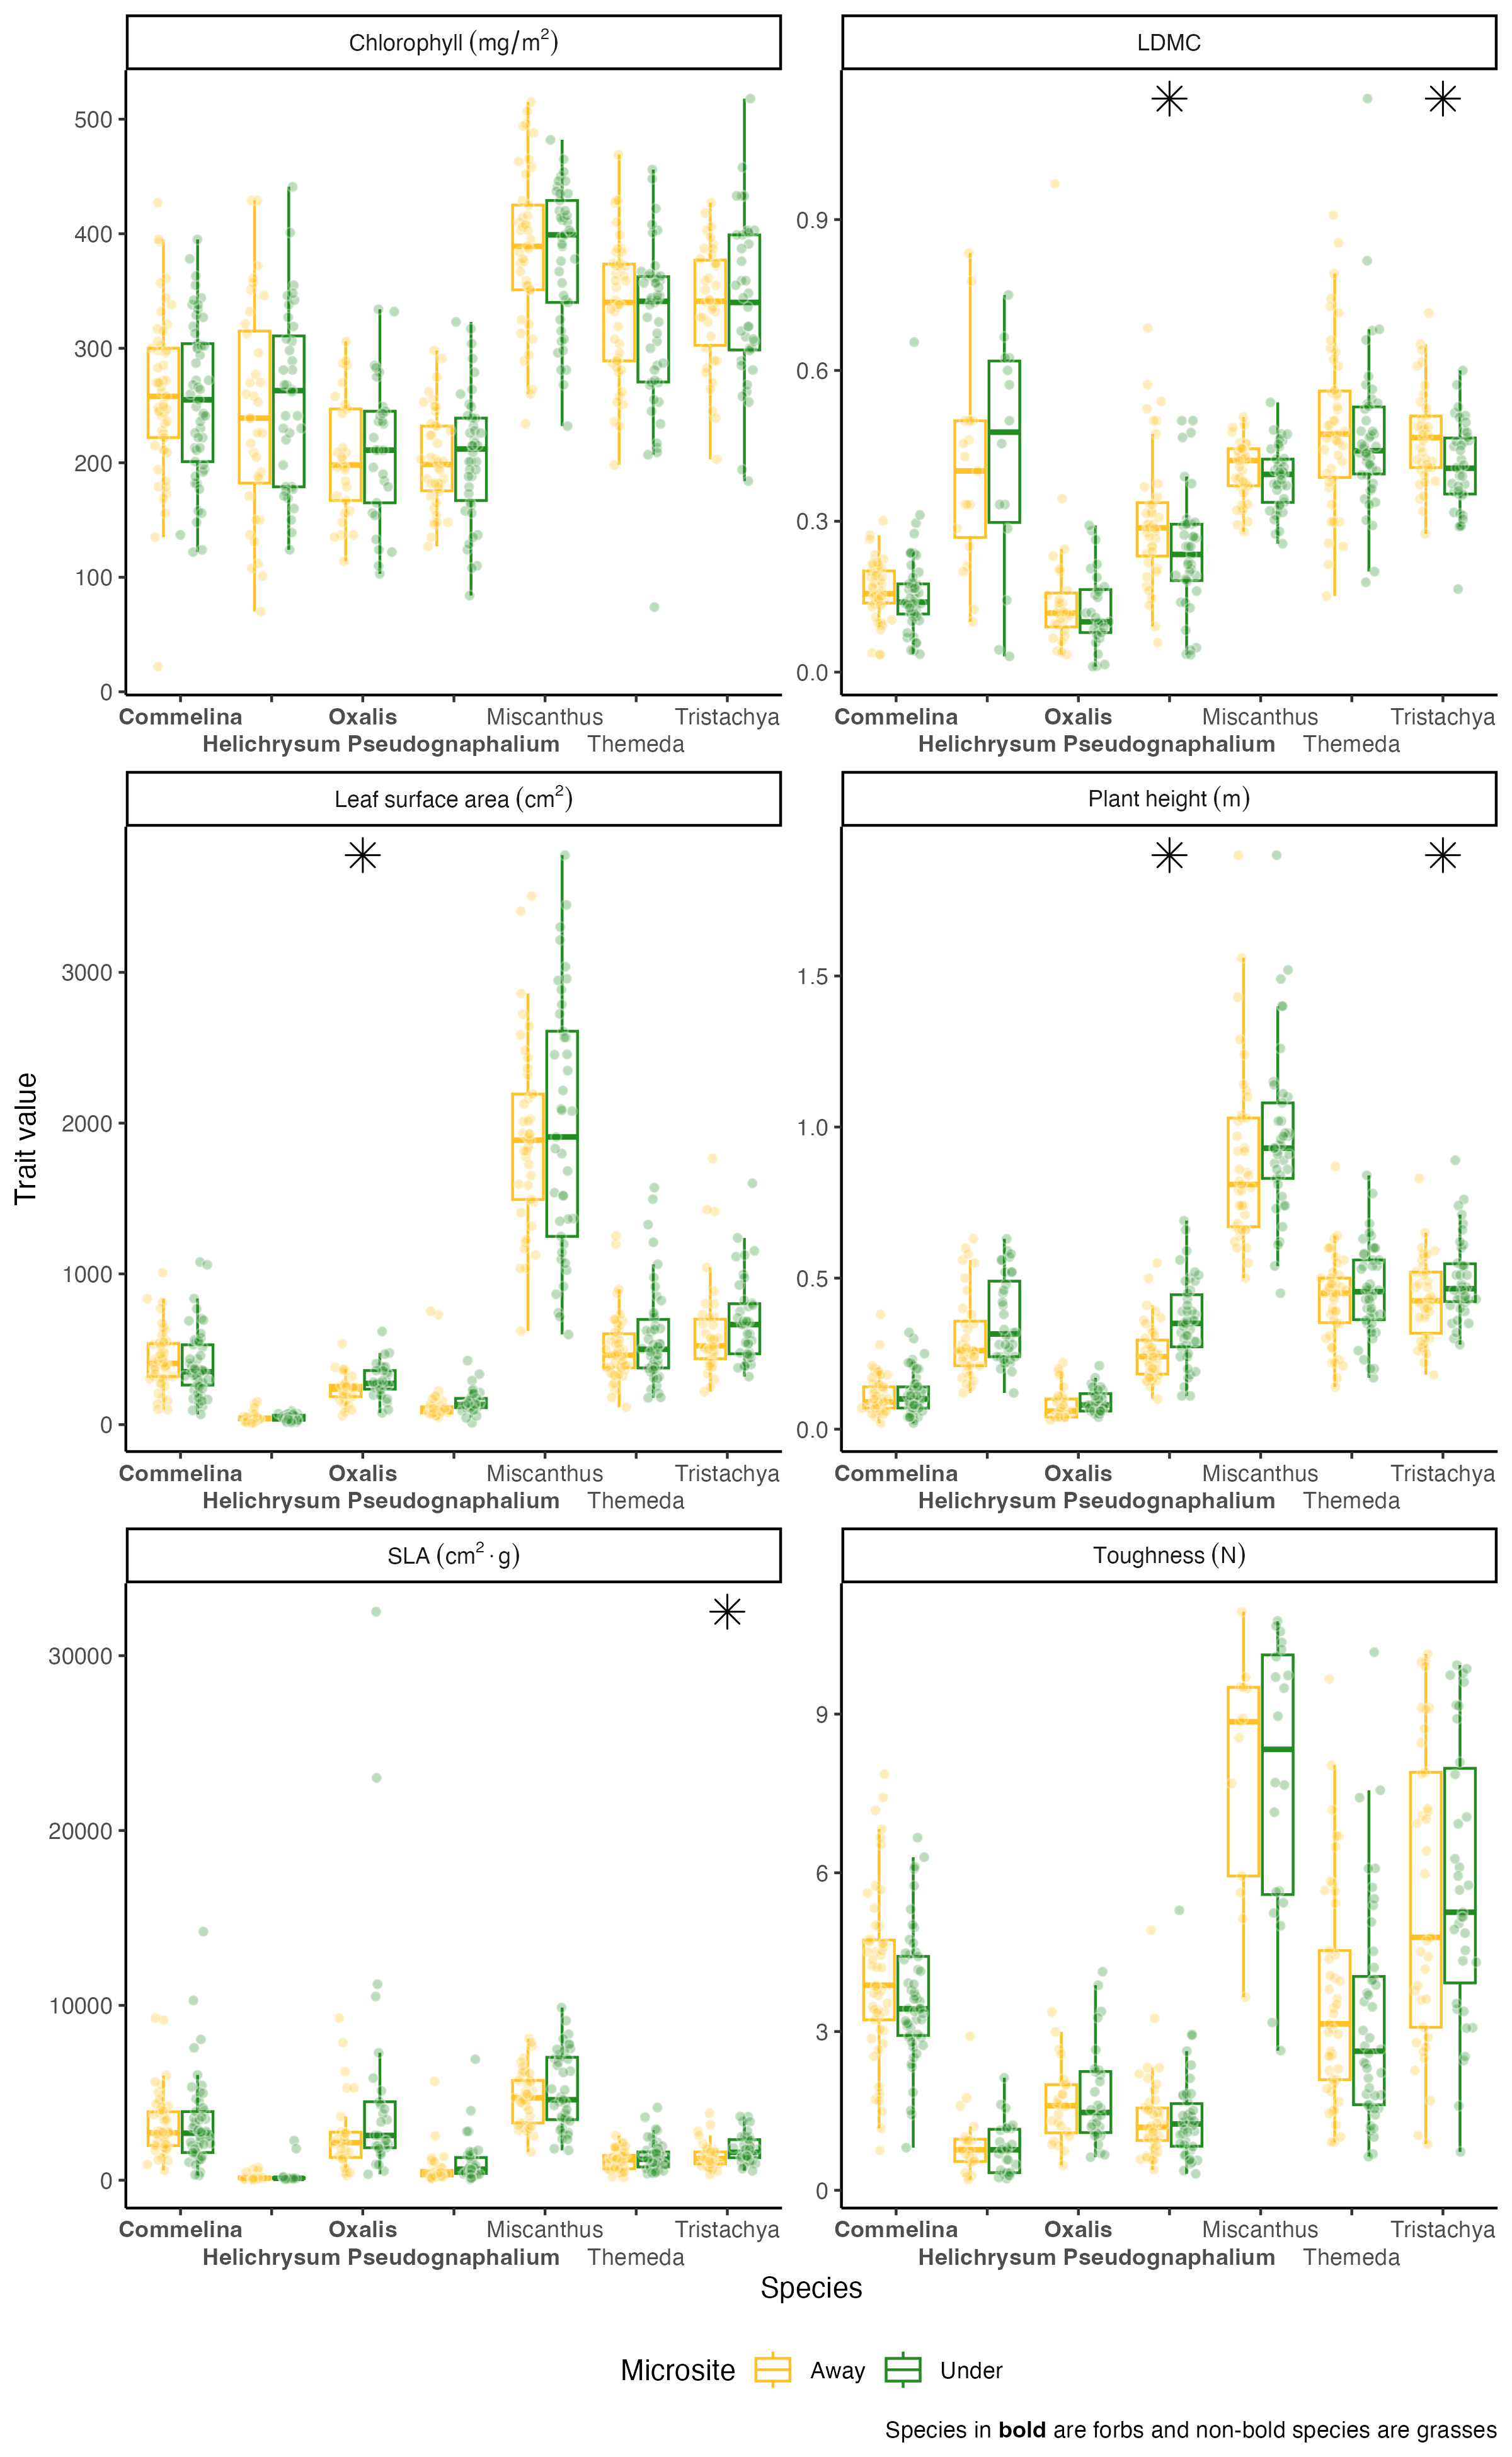 Chlorophyll (mg/m²) LDMC
500
400
300
200
100
0
0.9
0.6
0.3
0.0
Commelina Oxalis Miscanthus Tristachya
Helichrysum Pseudognaphalium Themeda
Commelina Oxalis Miscanthus Tristachya
Helichrysum Pseudognaphalium Themeda
Leaf surface area (cm²) Plant height (m)
Trait value
3000
2000
1000
0
1.5
1.0
0.5
0.0
Commelina Oxalis Miscanthus Tristachya
Helichrysum Pseudognaphalium Themeda
Commelina Oxalis Miscanthus Tristachya
Helichrysum Pseudognaphalium Themeda
SLA (cm² · g) Toughness (N)
30000
20000
10000
0
9
6
3
0
Commelina Oxalis Miscanthus Tristachya
Helichrysum Pseudognaphalium Themeda
Commelina Oxalis Miscanthus Tristachya
Helichrysum Pseudognaphalium Themeda
Species
Microsite Away Under
Species in bold are forbs and non-bold species are grasses